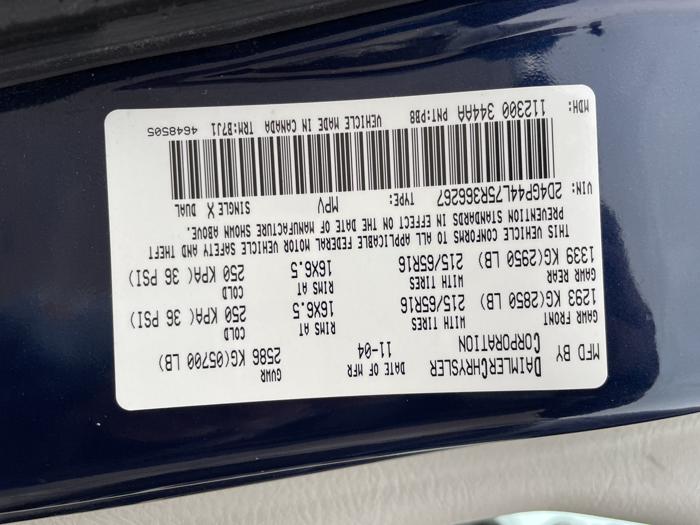 MFD BY DAIMLERCHRYSLER CORPORATION DATE OF MFR 11-04 GVWR 2586 KG(05700 LB)
GAWR FRONT WITH TIRES RIMS AT COLD
1293 KG(2850 LB) 215/65R16 16X6.5 250 KPA( 36 PSI)
GAWR REAR WITH TIRES RIMS AT COLD
1339 KG(2950 LB) 215/65R16 16X6.5 250 KPA( 36 PSI)
THIS VEHICLE CONFORMS TO ALL APPLICABLE FEDERAL MOTOR VEHICLE SAFETY AND THEFT
PREVENTION STANDARDS IN EFFECT ON THE DATE OF MANUFACTURE SHOWN ABOVE.
VIN: 2D4GP44L75R366267 TYPE: MPV SINGLE X DUAL
MDH: 112300 344AA PNT:PB8 VEHICLE MADE IN CANADA TRM:B7J1 4648505